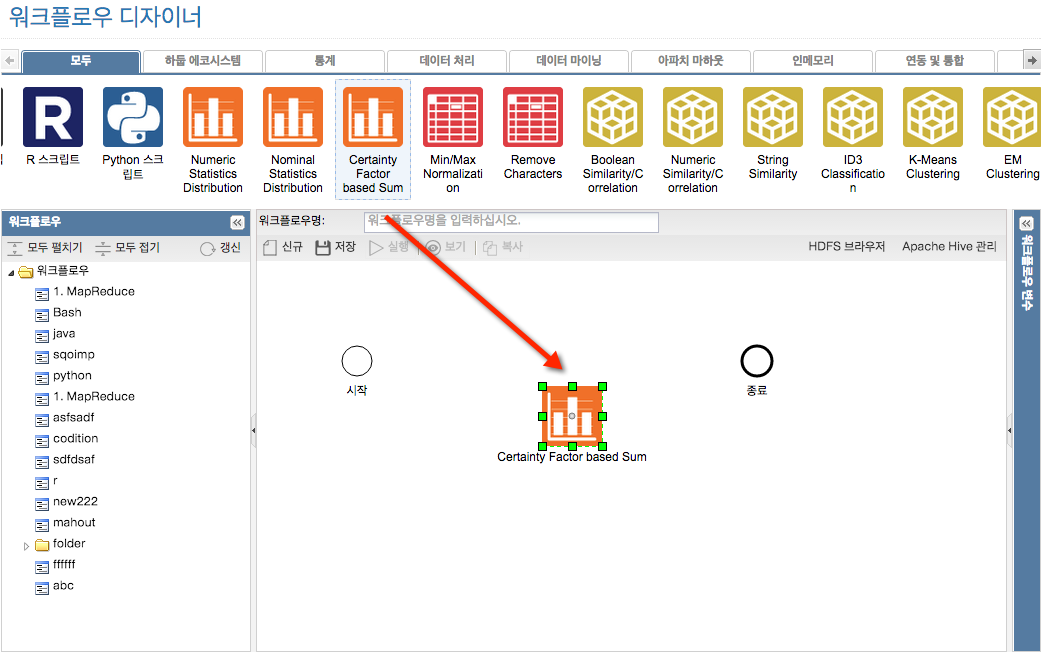 워크플로우 디자이너
모두
하둡 에코시스템
통계
데이터 처리
데이터 마이닝
아파치 마하웃
인메모리
연동 및 통합
R
R 스크립트
Python 스크
립트
Numeric
Statistics
Distribution
Nominal
Statistics
Distribution
Certainty
Factor
based Sum
Min/Max
Normalizati
on
Remove
Characters
Boolean
Similarity/C
orrelation
Numeric
Similarity/C
orrelation
String
Similarity
ID3
Classificatio
n
K-Means
Clustering
EM
Clustering
워크플로우
모두 펼치기
모두 접기
갱신
워크플로우
1. MapReduce
Bash
java
sqoimp
python
1. MapReduce
asfsadf
codition
sdfdsaf
r
new222
mahout
folder
ffffff
abc
워크플로우명:
워크플로우명을 입력하십시오.
신규
저장
실행
보기
복사
HDFS 브라우저
Apache Hive 관리
시작
종료
Certainty Factor based Sum
워크플로우 변수